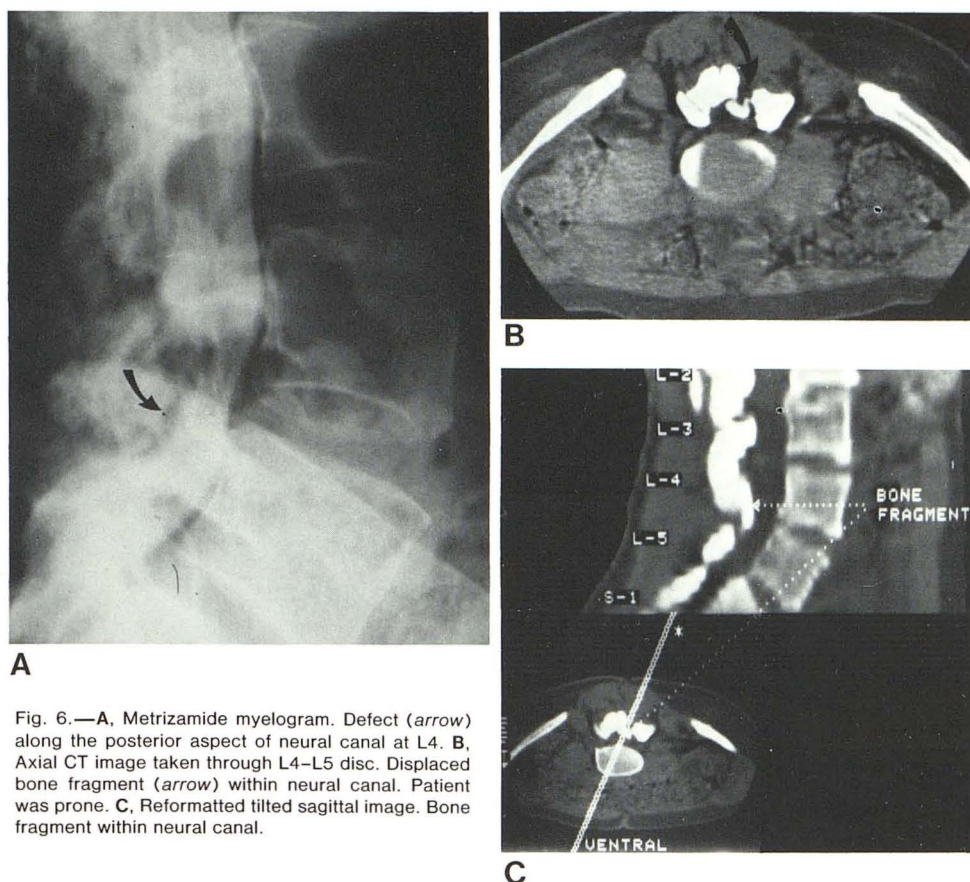 A
B
L-2
L-3
L-4
L-5
S-1
BONE
FRAGMENT
*
VENTRAL
C
Fig. 6.—A, Metrizamide myelogram. Defect (arrow)
along the posterior aspect of neural canal at L4. B,
Axial CT image taken through L4–L5 disc. Displaced
bone fragment (arrow) within neural canal. Patient
was prone. C, Reformatted tilted sagittal image. Bone
fragment within neural canal.